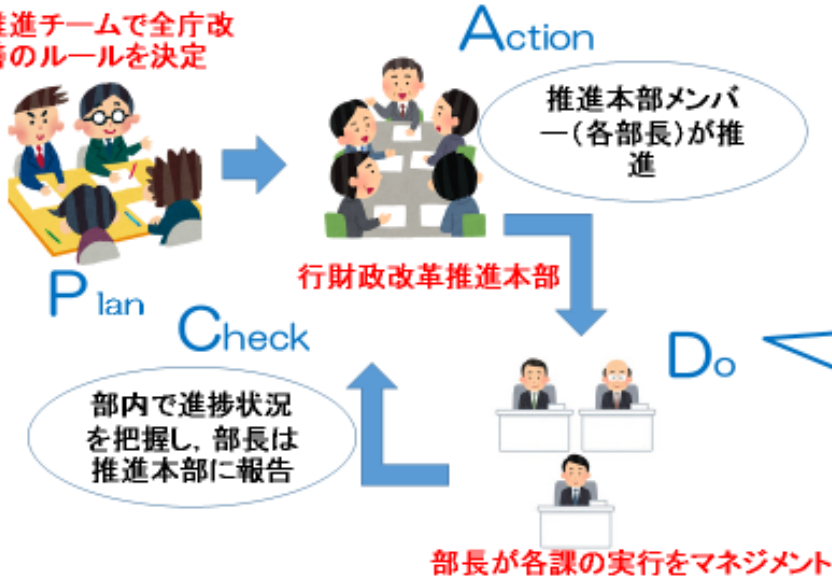 進チームで全庁改
のルールを決定
Action
推進本部メンバ
ー(各部長)が推
進
行財政改革推進本部
Plan
Check
Do
部内で進捗状況
を把握し，部長は
推進本部に報告
部長が各課の実行をマネジメント